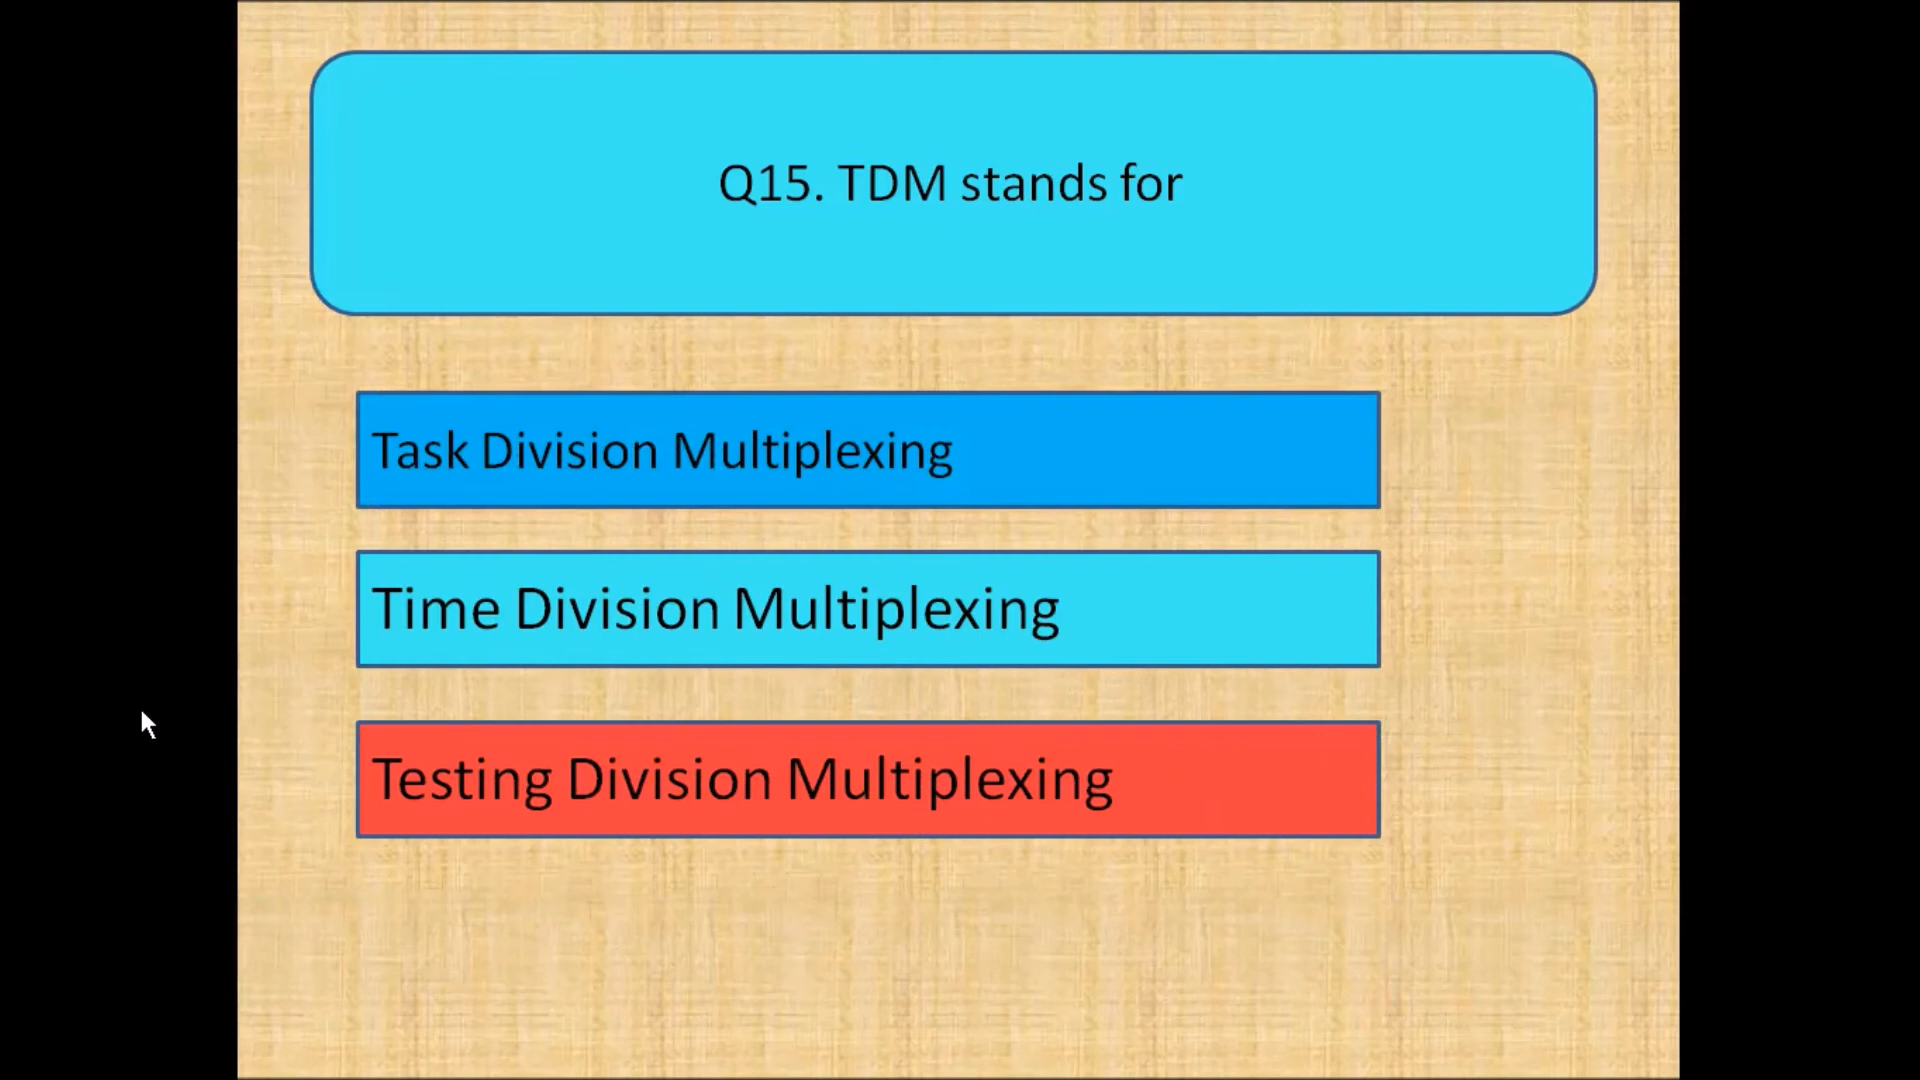 Q15. TDM stands for
Task Division Multiplexing
Time Division Multiplexing
Testing Division Multiplexing